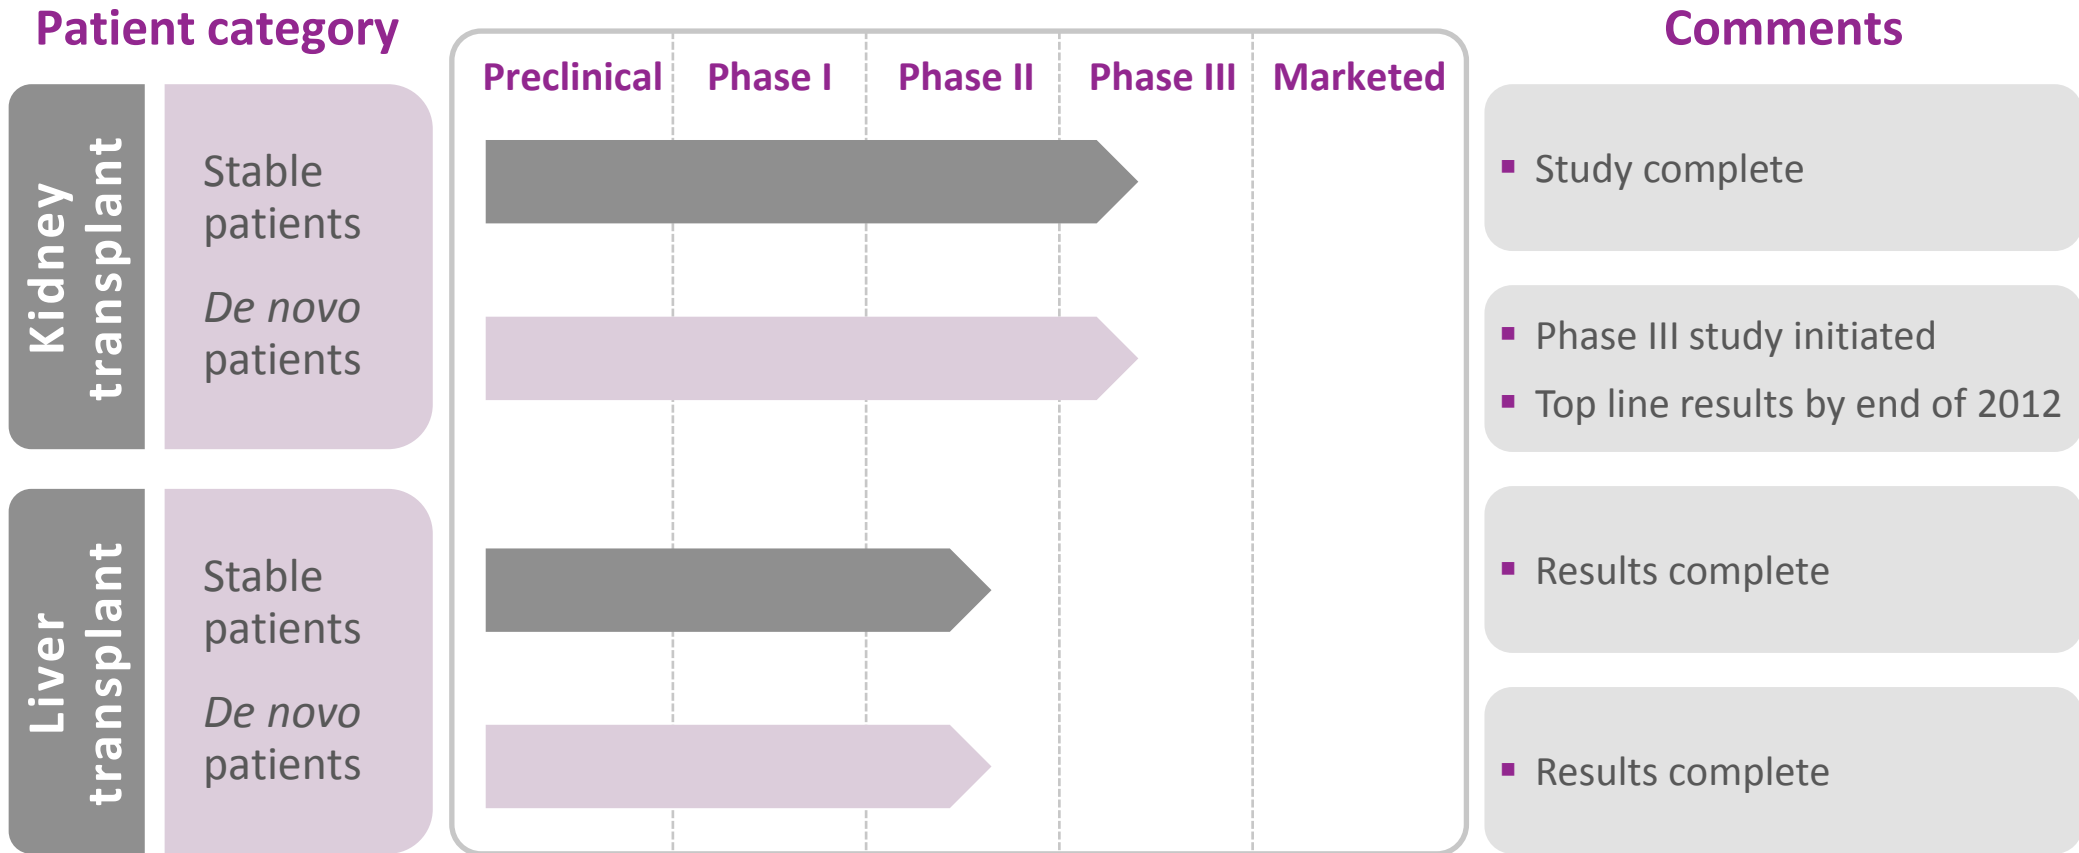 Patient category
Comments
Preclinical
Phase I
Phase II
Phase III
Marketed
Kidney
transplant
Stable
patients
De novo
patients
▪ Study complete
▪ Phase III study initiated
▪ Top line results by end of 2012
Liver
transplant
Stable
patients
De novo
patients
▪ Results complete
▪ Results complete